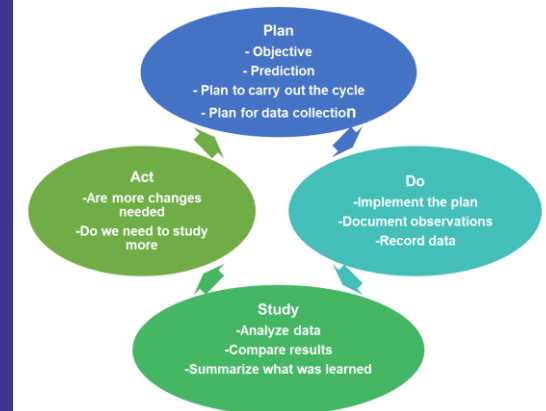 Plan
- Objective
- Prediction
- Plan to carry out the cycle
- Plan for data collection
Act
-Are more changes
needed
-Do we need to study
more
Do
-Implement the plan
-Document observations
-Record data
Study
-Analyze data
-Compare results
-Summarize what was learned